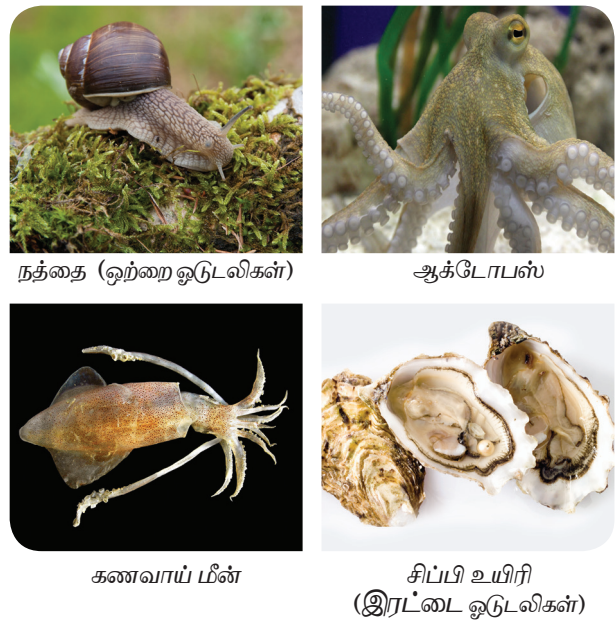 நத்தை (ஒற்றை ஓடுடலிகள்)
ஆக்டோபஸ்
கணவாய் மீன்
சிப்பி உயிரி
(இரட்டை ஓடுடலிகள்)